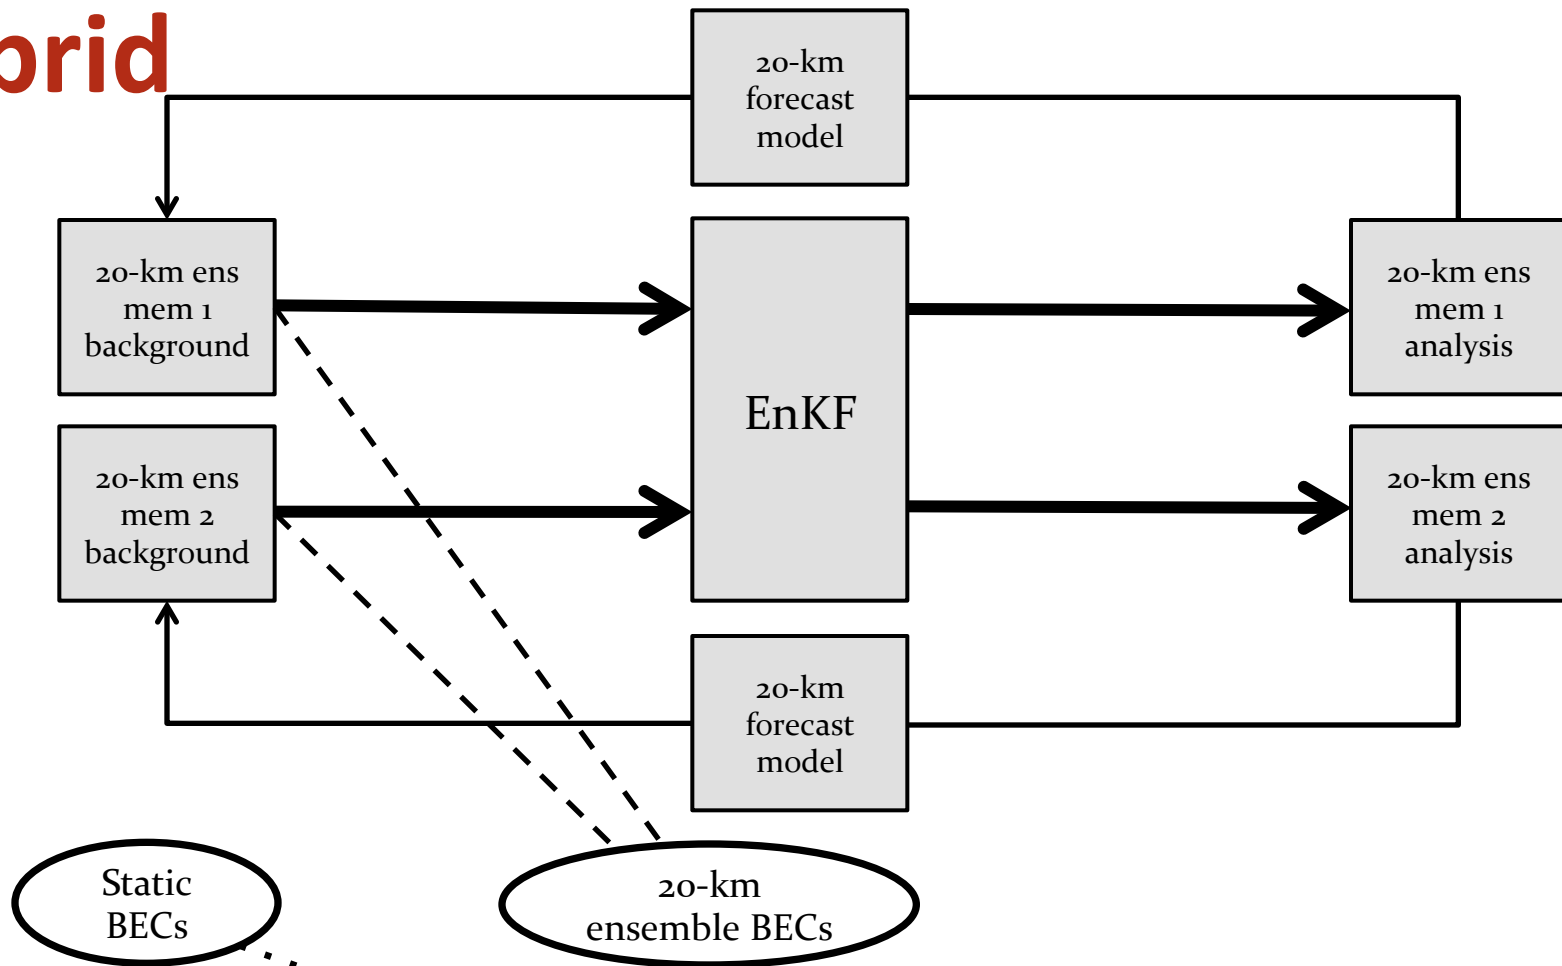 brid
20-km
forecast
model
20-km ens
mem 1
background
EnKF
20-km ens
mem 1
analysis
20-km ens
mem 2
background
20-km ens
mem 2
analysis
20-km
forecast
model
Static
BECs
20-km
ensemble BECs